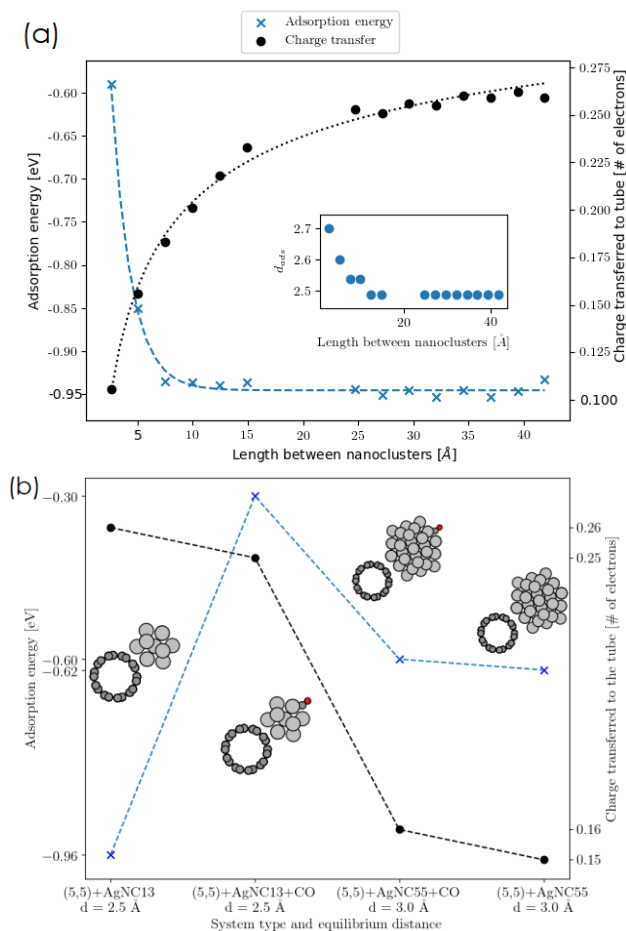 (a)
Adsorption energy
Charge transfer
Adsorption energy [eV]
-0.60
-0.65
-0.70
-0.75
-0.80
-0.85
-0.90
-0.95
0.275
0.250
0.225
0.200
0.175
0.150
0.125
0.100
Charge transferred to tube [# of electrons]
2.7
2.6
2.5
d_ads
20
40
Length between nanoclusters [Å]
5
10
15
25
30
35
40
Length between nanoclusters [Å]
(b)
Adsorption energy [eV]
−0.30
−0.60
−0.62
−0.96
0.26
0.25
0.16
0.15
Charge transferred to the tube [# of electrons]
(5,5)+AgNC13 (5,5)+AgNC13+CO (5,5)+AgNC55+CO (5,5)+AgNC55
d = 2.5 Å d = 2.5 Å d = 3.0 Å d = 3.0 Å
System type and equilibrium distance